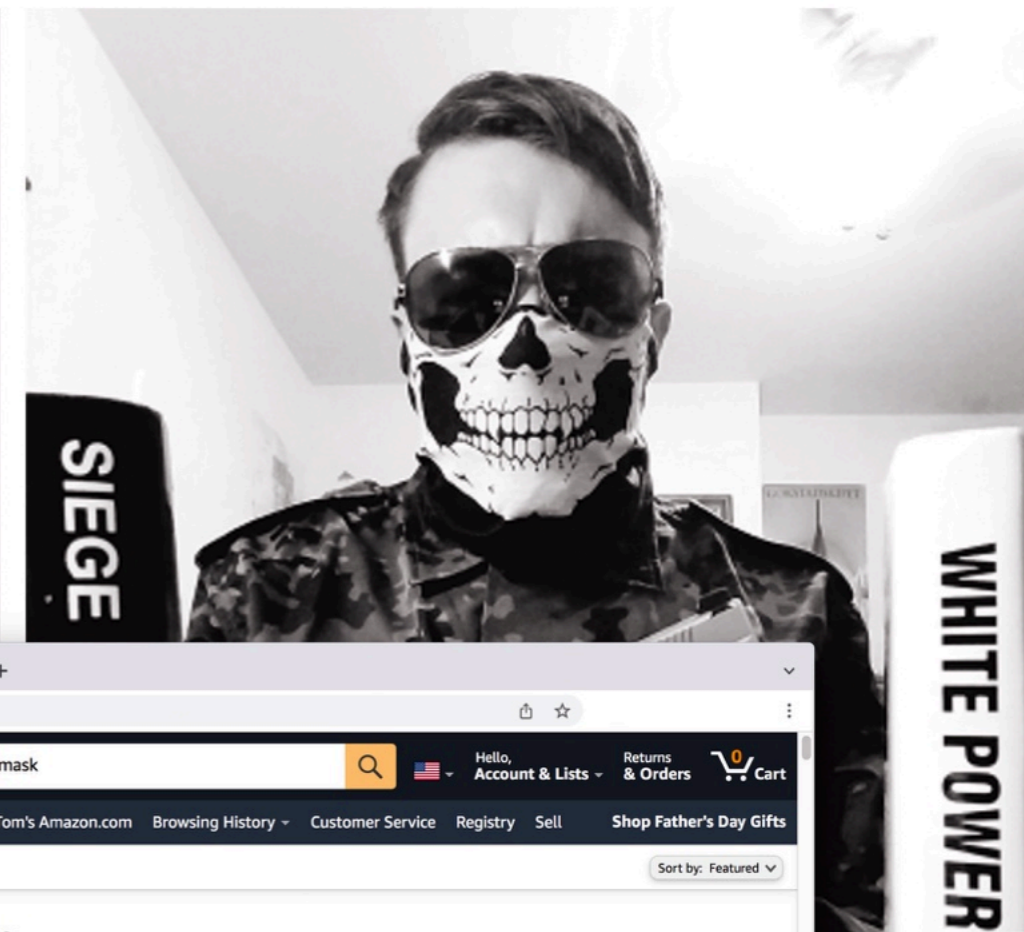 SIEGE
WHITE POWER
mask
Hello,
Account & Lists
Returns
& Orders
0
Cart
Tom's Amazon.com
Browsing History
Customer Service
Registry
Sell
Shop Father's Day Gifts
Sort by: Featured